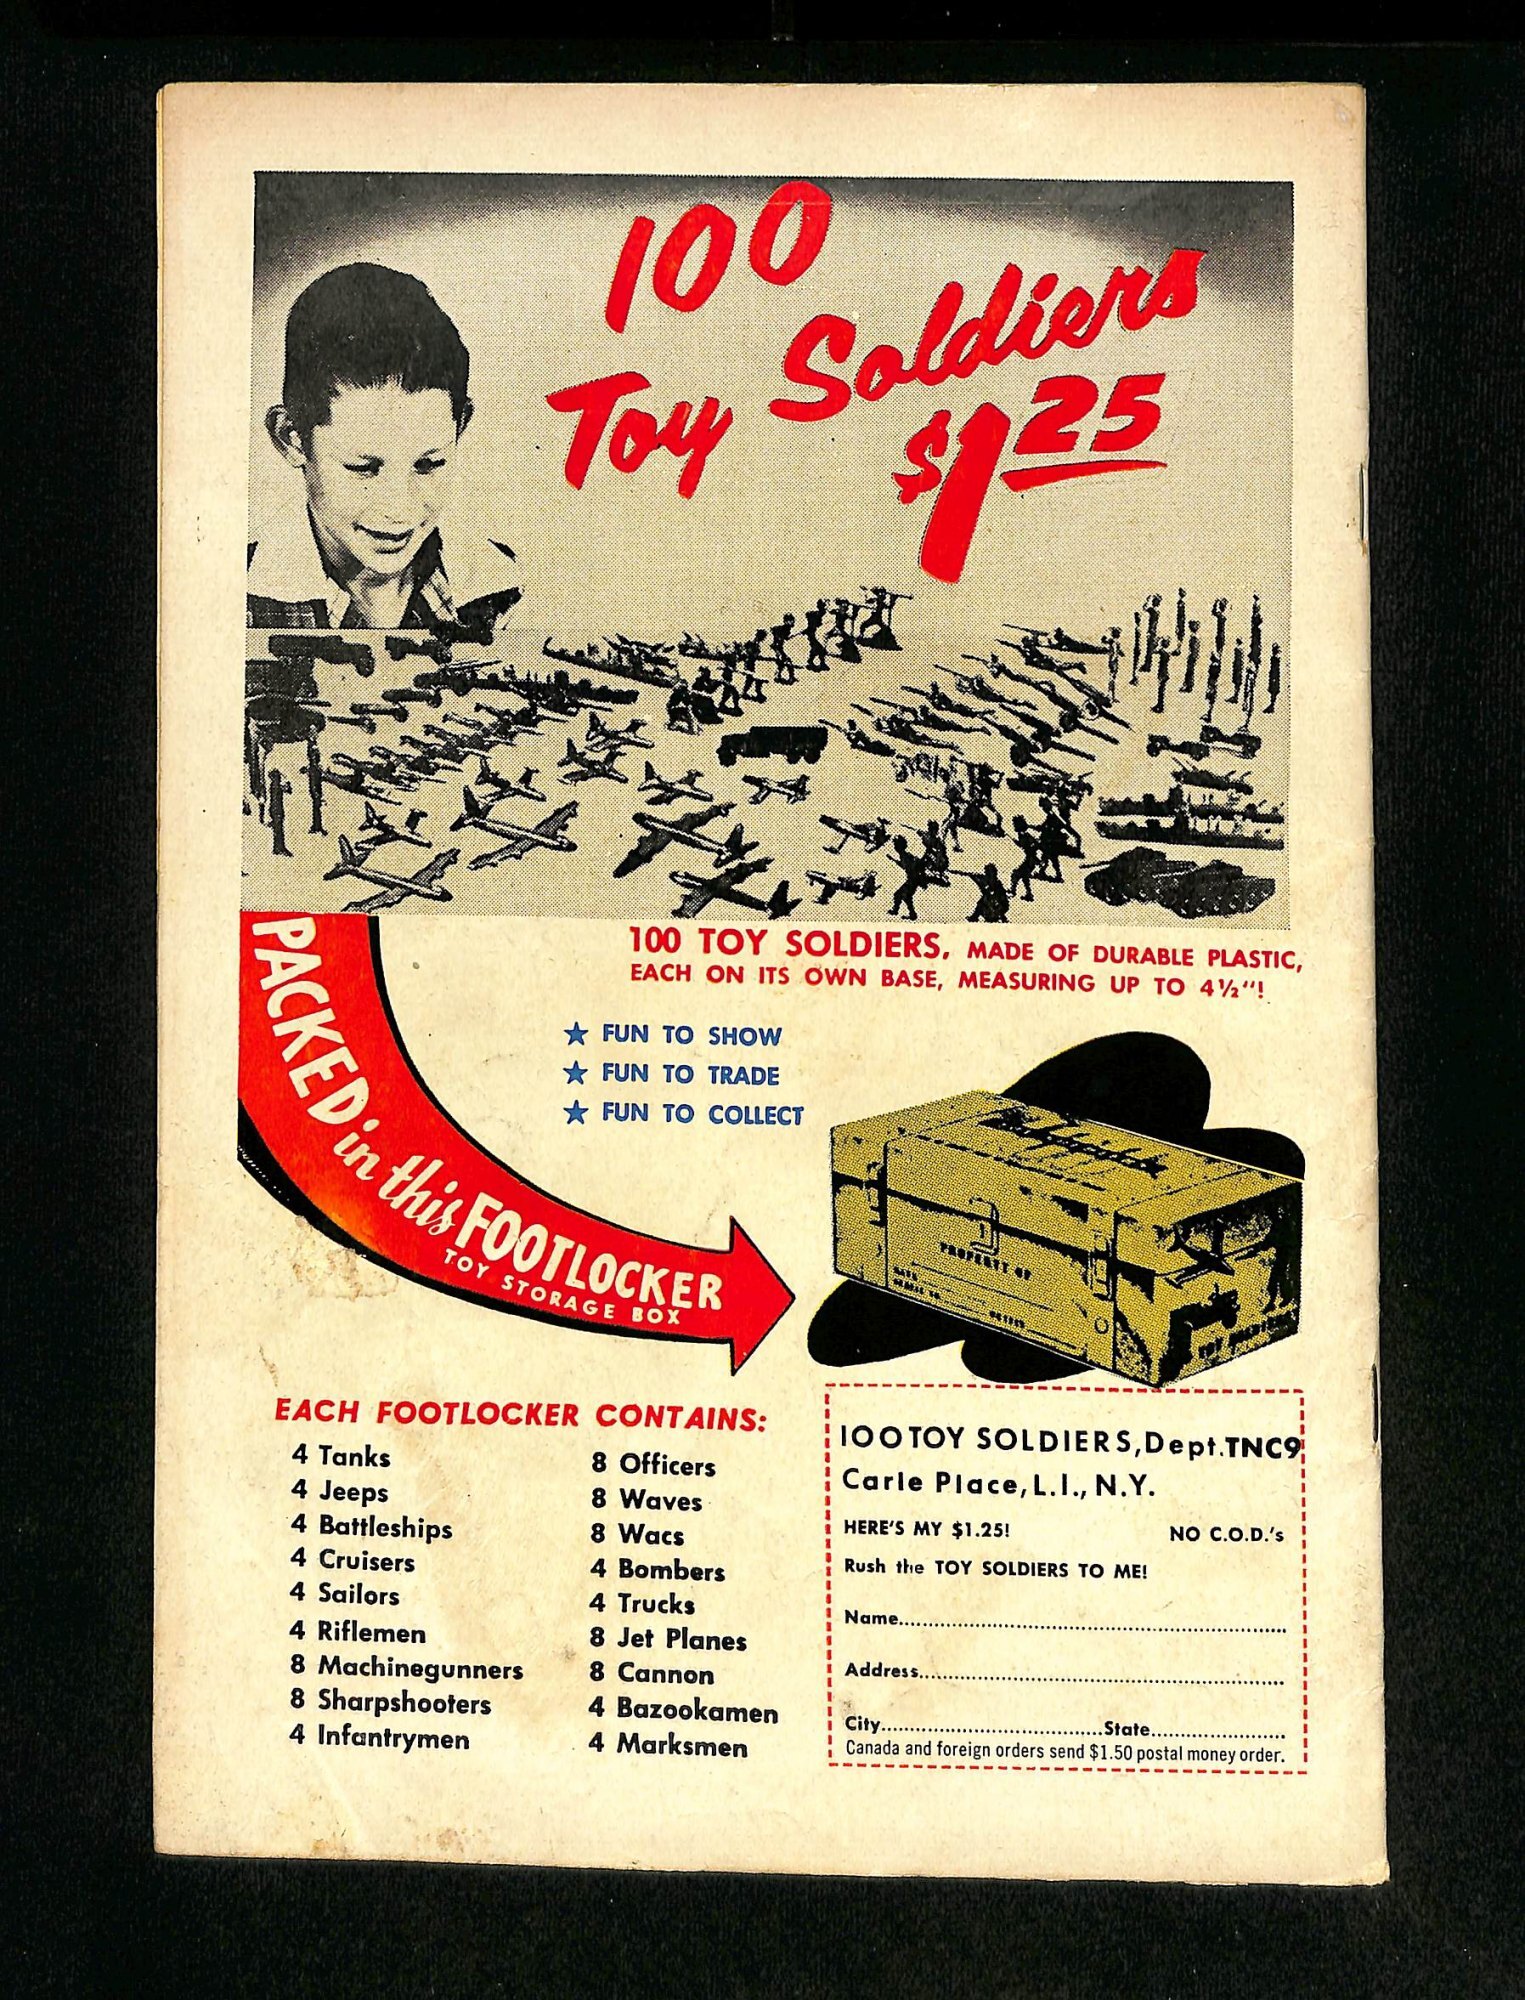 100
Toy Soldiers
$1.25
100 TOY SOLDIERS, MADE OF DURABLE PLASTIC,
EACH ON ITS OWN BASE, MEASURING UP TO 4½"!
★ FUN TO SHOW
★ FUN TO TRADE
★ FUN TO COLLECT
PACKED in this FOOTLOCKER
TOY STORAGE BOX
PROPERTY OF
EACH FOOTLOCKER CONTAINS:
4 Tanks
4 Jeeps
4 Battleships
4 Cruisers
4 Sailors
4 Riflemen
8 Machinegunners
8 Sharpshooters
4 Infantrymen
8 Officers
8 Waves
8 Wacs
4 Bombers
4 Trucks
8 Jet Planes
8 Cannon
4 Bazookamen
4 Marksmen
100 TOY SOLDIERS, Dept. TNC9
Carle Place, L.I., N.Y.
HERE'S MY $1.25! NO C.O.D.'s
Rush the TOY SOLDIERS TO ME!
Name
Address
City State
Canada and foreign orders send $1.50 postal money order.